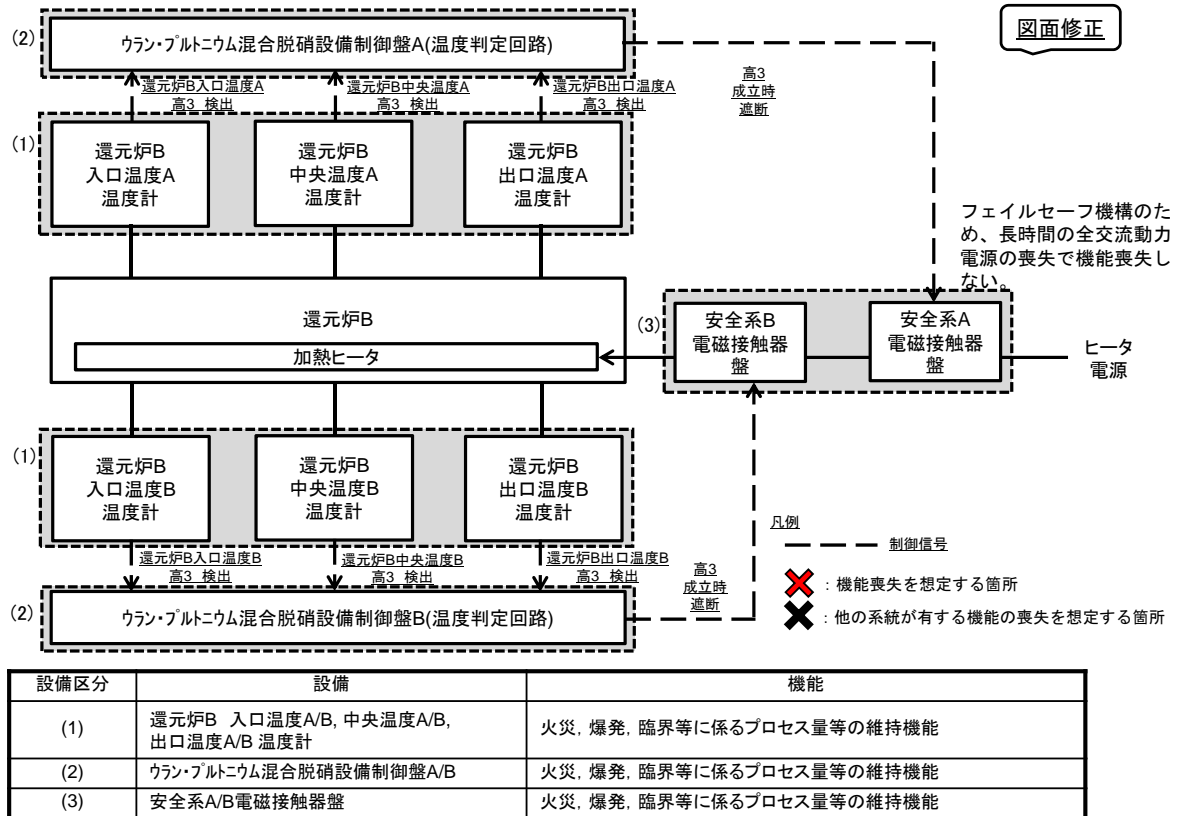 図面修正
(2)
ウラン・プルトニウム混合脱硝設備制御盤A(温度判定回路)
還元炉B入口温度A
高3 検出
還元炉B中央温度A
高3 検出
還元炉B出口温度A
高3 検出
高3
成立時
遮断
(1)
還元炉B
入口温度A
温度計
還元炉B
中央温度A
温度計
還元炉B
出口温度A
温度計
フェイルセーフ機構のた
め、長時間の全交流動力
電源の喪失で機能喪失し
ない。
還元炉B
加熱ヒータ
(3)
安全系B
電磁接触器
盤
安全系A
電磁接触器
盤
ヒータ
電源
(1)
還元炉B
入口温度B
温度計
還元炉B
中央温度B
温度計
還元炉B
出口温度B
温度計
還元炉B入口温度B
高3 検出
還元炉B中央温度B
高3 検出
還元炉B出口温度B
高3 検出
高3
成立時
遮断
(2)
ウラン・プルトニウム混合脱硝設備制御盤B(温度判定回路)
凡例
制御信号
:機能喪失を想定する箇所
:他の系統が有する機能の喪失を想定する箇所
設備区分 設備 機能
(1) 還元炉B 入口温度A/B, 中央温度A/B,
出口温度A/B 温度計 火災, 爆発, 臨界等に係るプロセス量等の維持機能
(2) ウラン・プルトニウム混合脱硝設備制御盤A/B 火災, 爆発, 臨界等に係るプロセス量等の維持機能
(3) 安全系A/B電磁接触器盤 火災, 爆発, 臨界等に係るプロセス量等の維持機能